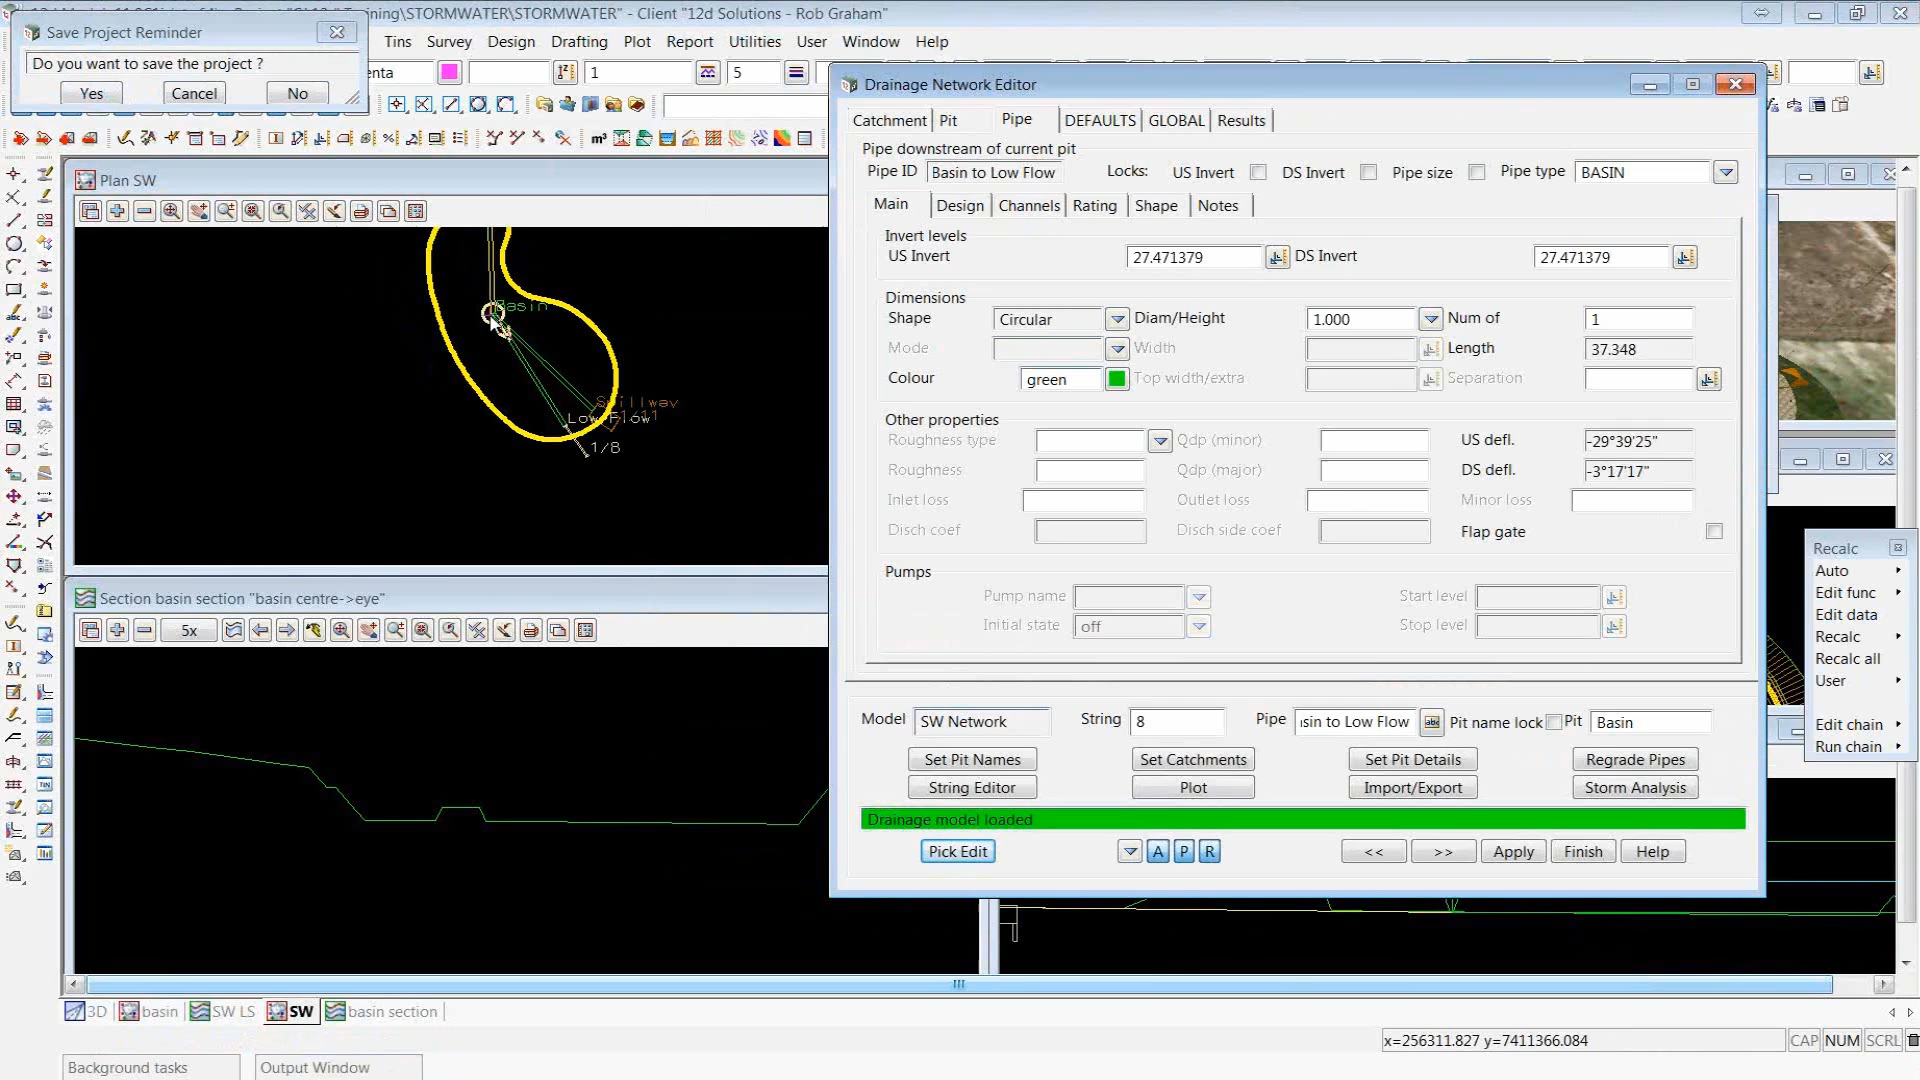 Training\STORMWATER\STORMWATER" - Client "12d Solutions - Rob Graham"
Save Project Reminder
Do you want to save the project ?
Yes Cancel No
Tins Survey Design Drafting Plot Report Utilities User Window Help
enta 1 5
Drainage Network Editor
Catchment Pit Pipe DEFAULTS GLOBAL Results
Pipe downstream of current pit
Pipe ID Basin to Low Flow Locks: US Invert DS Invert Pipe size Pipe type BASIN
Main Design Channels Rating Shape Notes
Invert levels
US Invert 27.471379 DS Invert 27.471379
Dimensions
Shape Circular Diam/Height 1.000 Num of 1
Mode Width Length 37.348
Colour green Top width/extra Separation
Other properties
Roughness type Qdp (minor) US defl. -29°39'25"
Roughness Qdp (major) DS defl. -3°17'17"
Inlet loss Outlet loss Minor loss
Disch coef Disch side coef Flap gate
Pumps
Pump name Start level
Initial state off Stop level
Model SW Network String 8 Pipe sin to Low Flow Pit name lock Pit Basin
Set Pit Names Set Catchments Set Pit Details Regrade Pipes
String Editor Plot Import/Export Storm Analysis
Drainage model loaded
Pick Edit A P R << >> Apply Finish Help
Plan SW
Basin
Spillway
Low Flow
1/11
1/8
Section basin section "basin centre->eye"
5x
Recalc
Auto
Edit func
Edit data
Recalc
Recalc all
User
Edit chain
Run chain
3D basin SW LS SW basin section
x=256311.827 y=7411366.084 CAP NUM SCRL
Background tasks Output Window